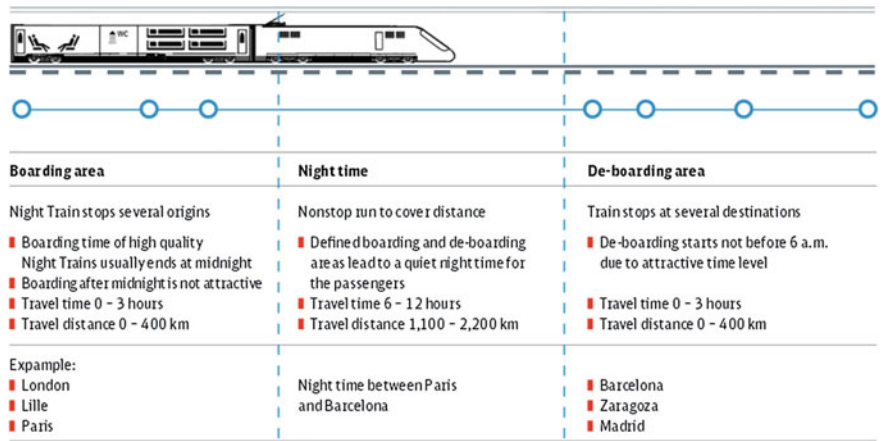 WC
Boarding area
Night Train stops several origins
Boarding time of high quality
Night Trains usually ends at midnight
Boarding after midnight is not attractive
Travel time 0 – 3 hours
Travel distance 0 – 400 km
Expample:
London
Lille
Paris
Night time
Nonstop run to cover distance
Defined boarding and de-boarding
areas lead to a quiet night time for
the passengers
Travel time 6 – 12 hours
Travel distance 1,100 – 2,200 km
Night time between Paris
and Barcelona
De-boarding area
Train stops at several destinations
De-boarding starts not before 6 a.m.
due to attractive time level
Travel time 0 – 3 hours
Travel distance 0 – 400 km
Barcelona
Zaragoza
Madrid